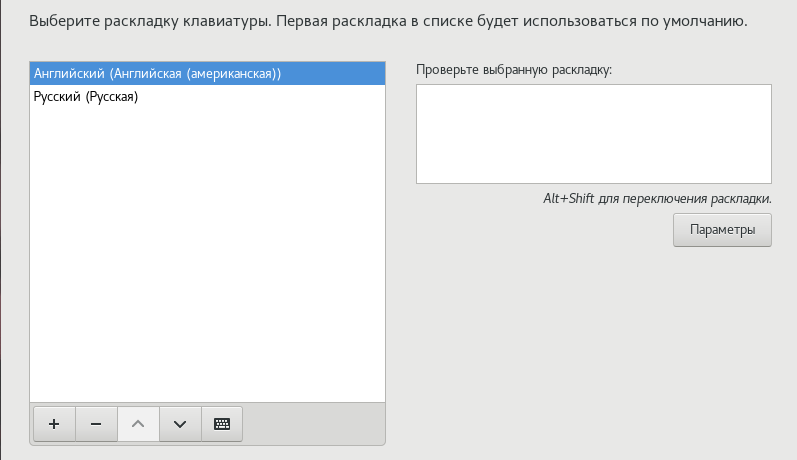 Выберите раскладку клавиатуры. Первая раскладка в списке будет использоваться по умолчанию.
Английский (Английская (американская))
Русский (Русская)
Проверьте выбранную раскладку:
Alt+Shift для переключения раскладки.
Параметры